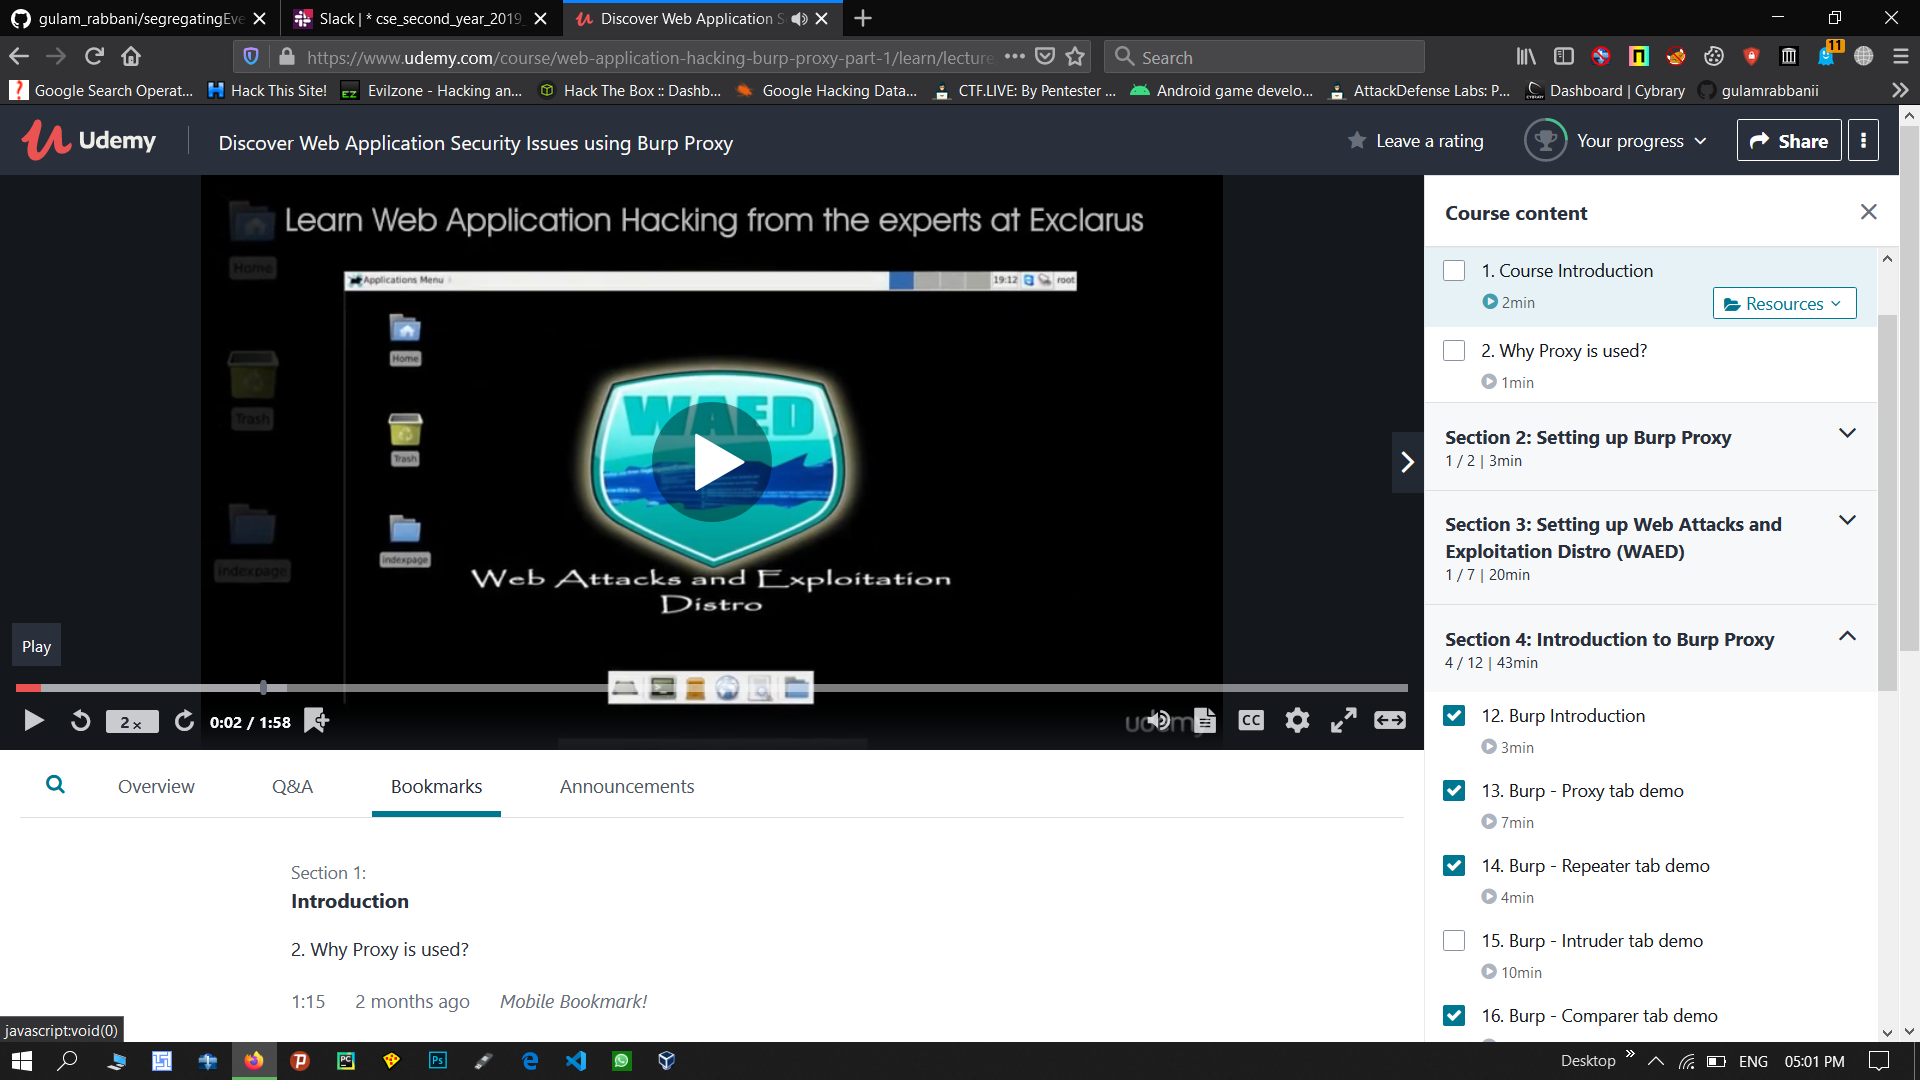 gulam_rabbani/segregatingEve
Slack | * cse_second_year_2019_
Discover Web Application S
https://www.udemy.com/course/web-application-hacking-burp-proxy-part-1/learn/lecture
Search
11
Google Search Operat...
Hack This Site!
EZ
Evilzone - Hacking an...
Hack The Box :: Dashb...
Google Hacking Data...
CTF.LIVE: By Pentester ...
Android game develo...
AttackDefense Labs: P...
CYBRARY
Dashboard | Cybrary
gulamrabbanii
Udemy
Discover Web Application Security Issues using Burp Proxy
Leave a rating
Your progress
Share
Learn Web Application Hacking from the experts at Exclarus
Home
Trash
indexpage
Applications Menu
19:12
root
Home
Trash
indexpage
WAED
Web Attacks and Exploitation
Distro
Play
2x
0:02 / 1:58
udemy
CC
Course content
1. Course Introduction
2min
Resources
2. Why Proxy is used?
1min
Section 2: Setting up Burp Proxy
1 / 2 | 3min
Section 3: Setting up Web Attacks and
Exploitation Distro (WAED)
1 / 7 | 20min
Section 4: Introduction to Burp Proxy
4 / 12 | 43min
12. Burp Introduction
3min
13. Burp - Proxy tab demo
7min
14. Burp - Repeater tab demo
4min
15. Burp - Intruder tab demo
10min
16. Burp - Comparer tab demo
Overview
Q&A
Bookmarks
Announcements
Section 1:
Introduction
2. Why Proxy is used?
1:15
2 months ago
Mobile Bookmark!
javascript:void(0)
PC
Ps
Desktop
ENG
05:01 PM